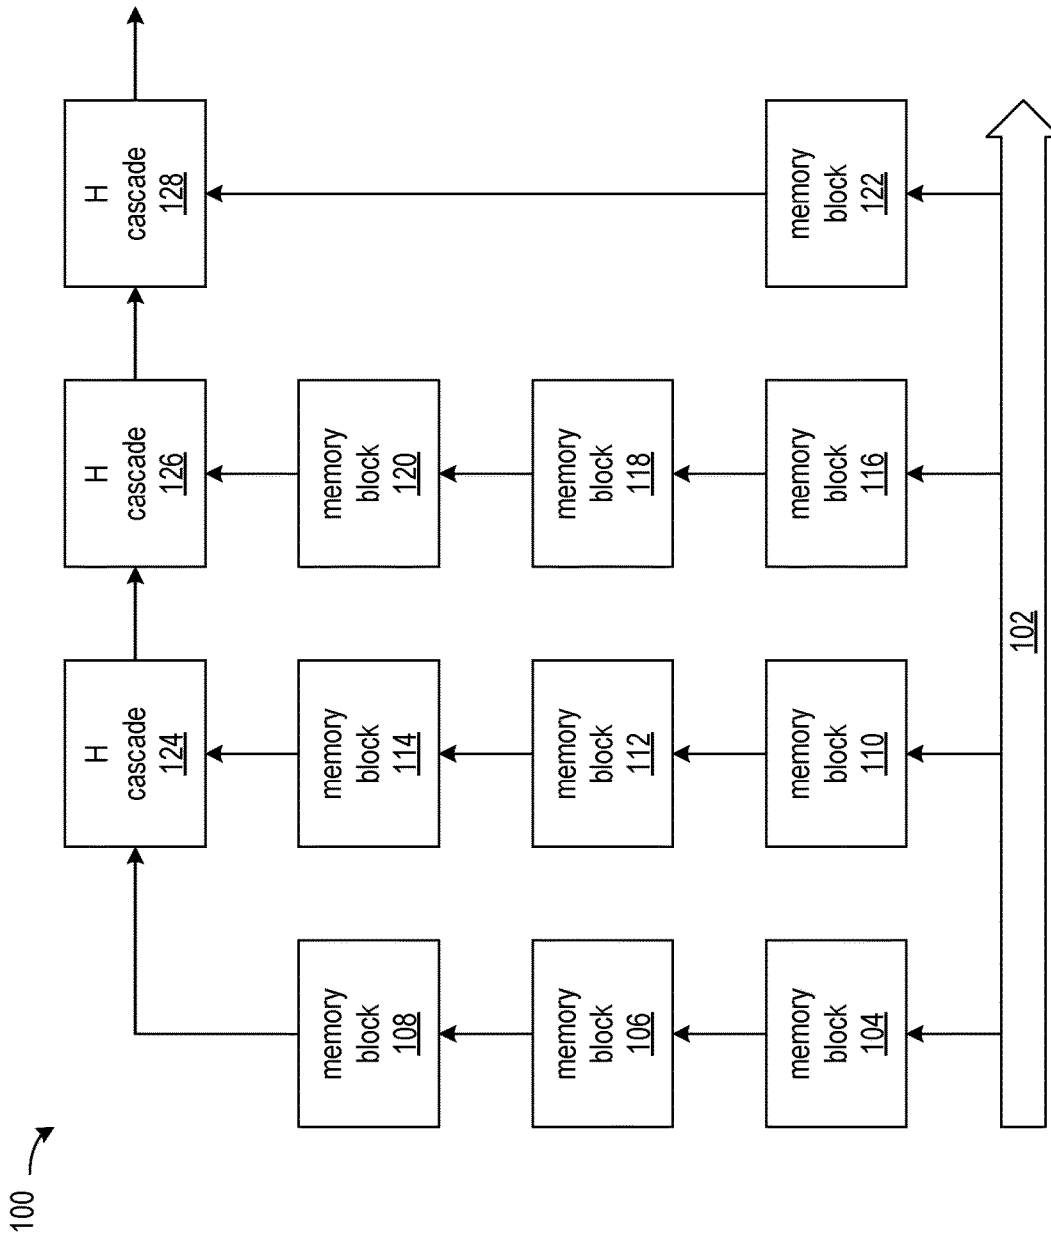 100
H
cascade
124
H
cascade
126
H
cascade
128
memory
block
108
memory
block
114
memory
block
120
memory
block
106
memory
block
112
memory
block
118
memory
block
104
memory
block
110
memory
block
116
memory
block
122
102